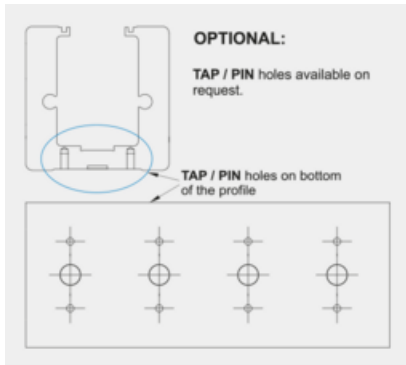 OPTIONAL:
TAP / PIN holes available on
request.
TAP / PIN holes on bottom
of the profile